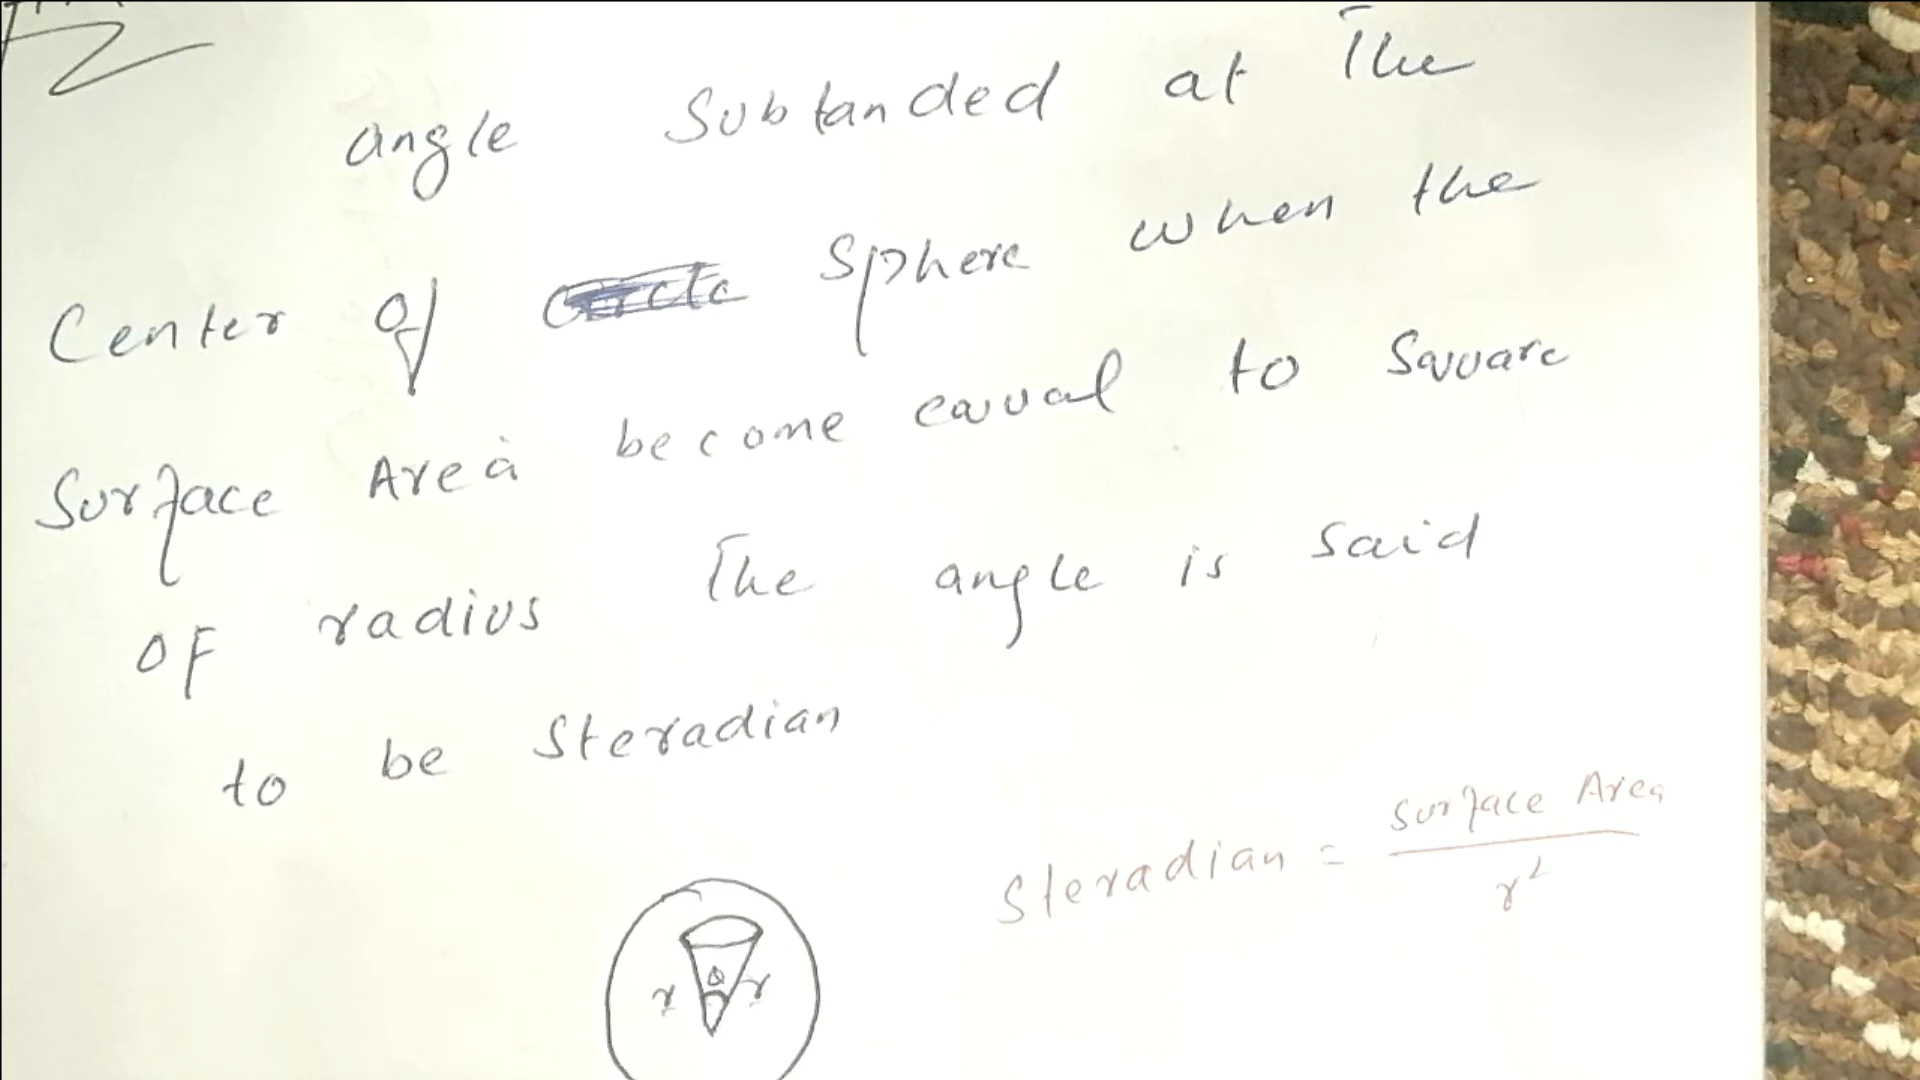 angle Subtanded at The
Center of Sphere when the
Surface Area become equal to Square
OF radius The angle is said
to be Steradian
Steradian = Surface Area / r²
r θ r